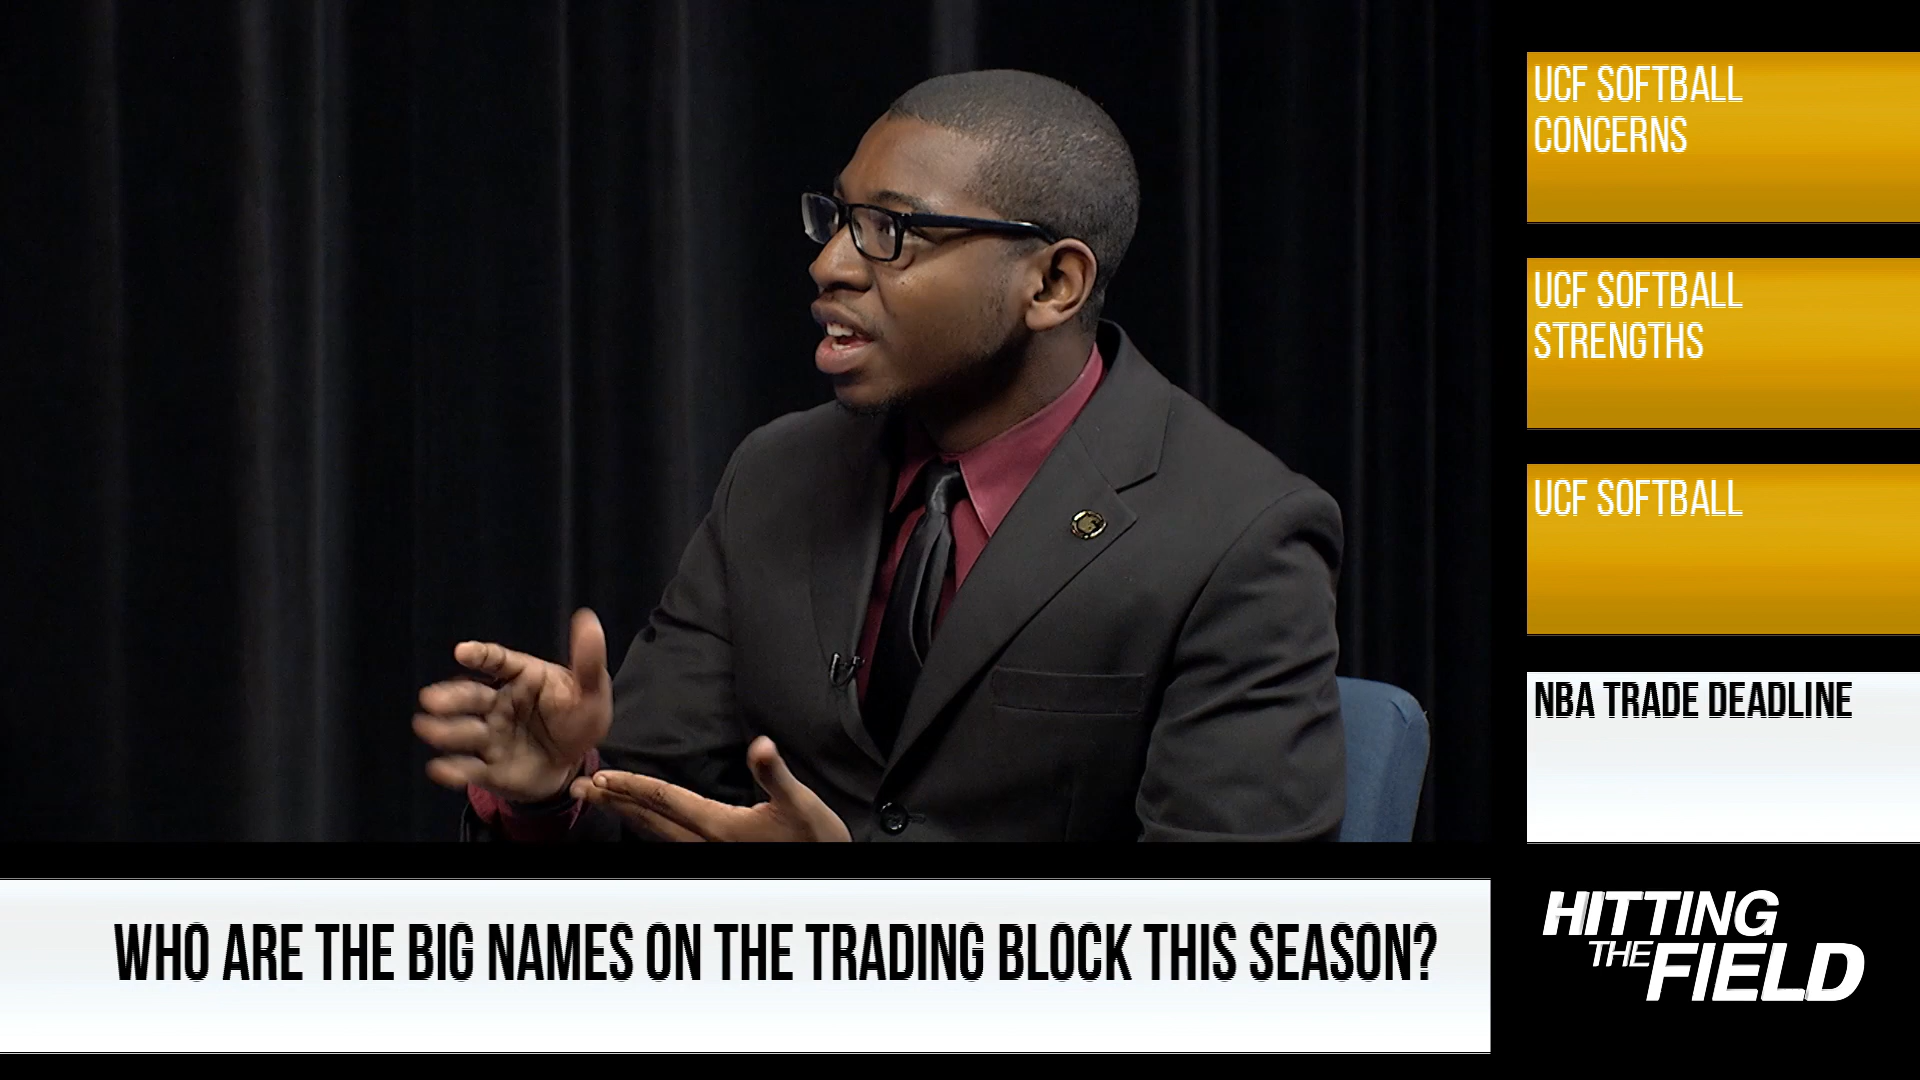 UCF SOFTBALL
CONCERNS
UCF SOFTBALL
STRENGTHS
UCF SOFTBALL
NBA TRADE DEADLINE
WHO ARE THE BIG NAMES ON THE TRADING BLOCK THIS SEASON?
HITTING
THE FIELD